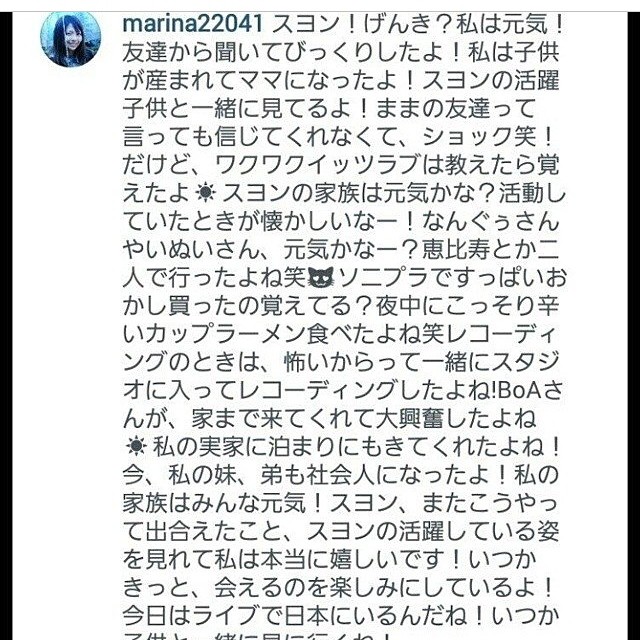 marina22041 スヨン！げんき？私は元気！
友達から聞いてびっくりしたよ！私は子供
が産まれてママになったよ！スヨンの活躍
子供と一緒に見てるよ！ままの友達って
言っても信じてくれなくて、ショック笑！
だけど、ワクワクイッツラブは教えたら覚
えたよ☀スヨンの家族は元気かな？活動し
ていたときが懐かしいなー！なんぐぅさん
やいぬいさん、元気かなー？恵比寿とか二
人で行ったよね笑😻ソニプラですっぱいお
かし買ったの覚えてる？夜中にこっそり辛
いカップラーメン食べたよね笑レコーディ
ングのときは、怖いからって一緒にスタジ
オに入ってレコーディングしたよね!BoAさ
んが、家まで来てくれて大興奮したよね
☀私の実家に泊まりにもきてくれたよね！
今、私の妹、弟も社会人になったよ！私の
家族はみんな元気！スヨン、またこうやっ
て出合えたこと、スヨンの活躍している姿
を見れて私は本当に嬉しいです！いつか
きっと、会えるのを楽しみにしているよ！
今日はライブで日本にいるんだね！いつか
子供と一緒に見に行くね！